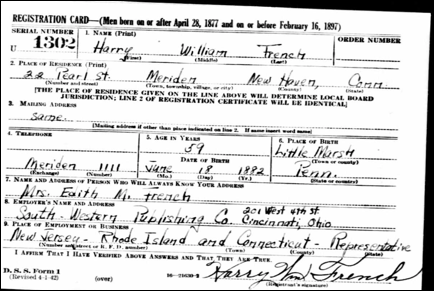 REGISTRATION CARD—(Men born on or after April 28, 1877 and on or before February 16, 1897)
SERIAL NUMBER 1. NAME (Print) ORDER NUMBER
U 1302 Harry William French
(First) (Middle) (Last)
2. PLACE OF RESIDENCE (Print)
22 Pearl St. Meriden New Haven, Conn
(Number and street) (Town, township, village, or city) (County) (State)
[THE PLACE OF RESIDENCE GIVEN ON THE LINE ABOVE WILL DETERMINE LOCAL BOARD
JURISDICTION; LINE 2 OF REGISTRATION CERTIFICATE WILL BE IDENTICAL]
3. MAILING ADDRESS
same
[Mailing address if other than place indicated on line 2. If same insert word same]
4. TELEPHONE 5. AGE IN YEARS 6. PLACE OF BIRTH
59 Little Marsh
DATE OF BIRTH (Town or county)
Meriden 1111 June 18 1882 Penn.
(Exchange) (Number) (Mo.) (Day) (Yr.) (State or country)
7. NAME AND ADDRESS OF PERSON WHO WILL ALWAYS KNOW YOUR ADDRESS
Mrs. Edith M. French
8. EMPLOYER'S NAME AND ADDRESS 201 West 4th St
South-Western Publishing Co. Cincinnati, Ohio
9. PLACE OF EMPLOYMENT OR BUSINESS
New Jersey - Rhode Island and Connecticut - Representative
(Number and street or R. F. D. number) (Town) (County) (State)
I AFFIRM THAT I HAVE VERIFIED ABOVE ANSWERS AND THAT THEY ARE TRUE.
D. S. S. Form 1
(Revised 4-1-42) (over) Harry Wm. French
(Registrant's signature)